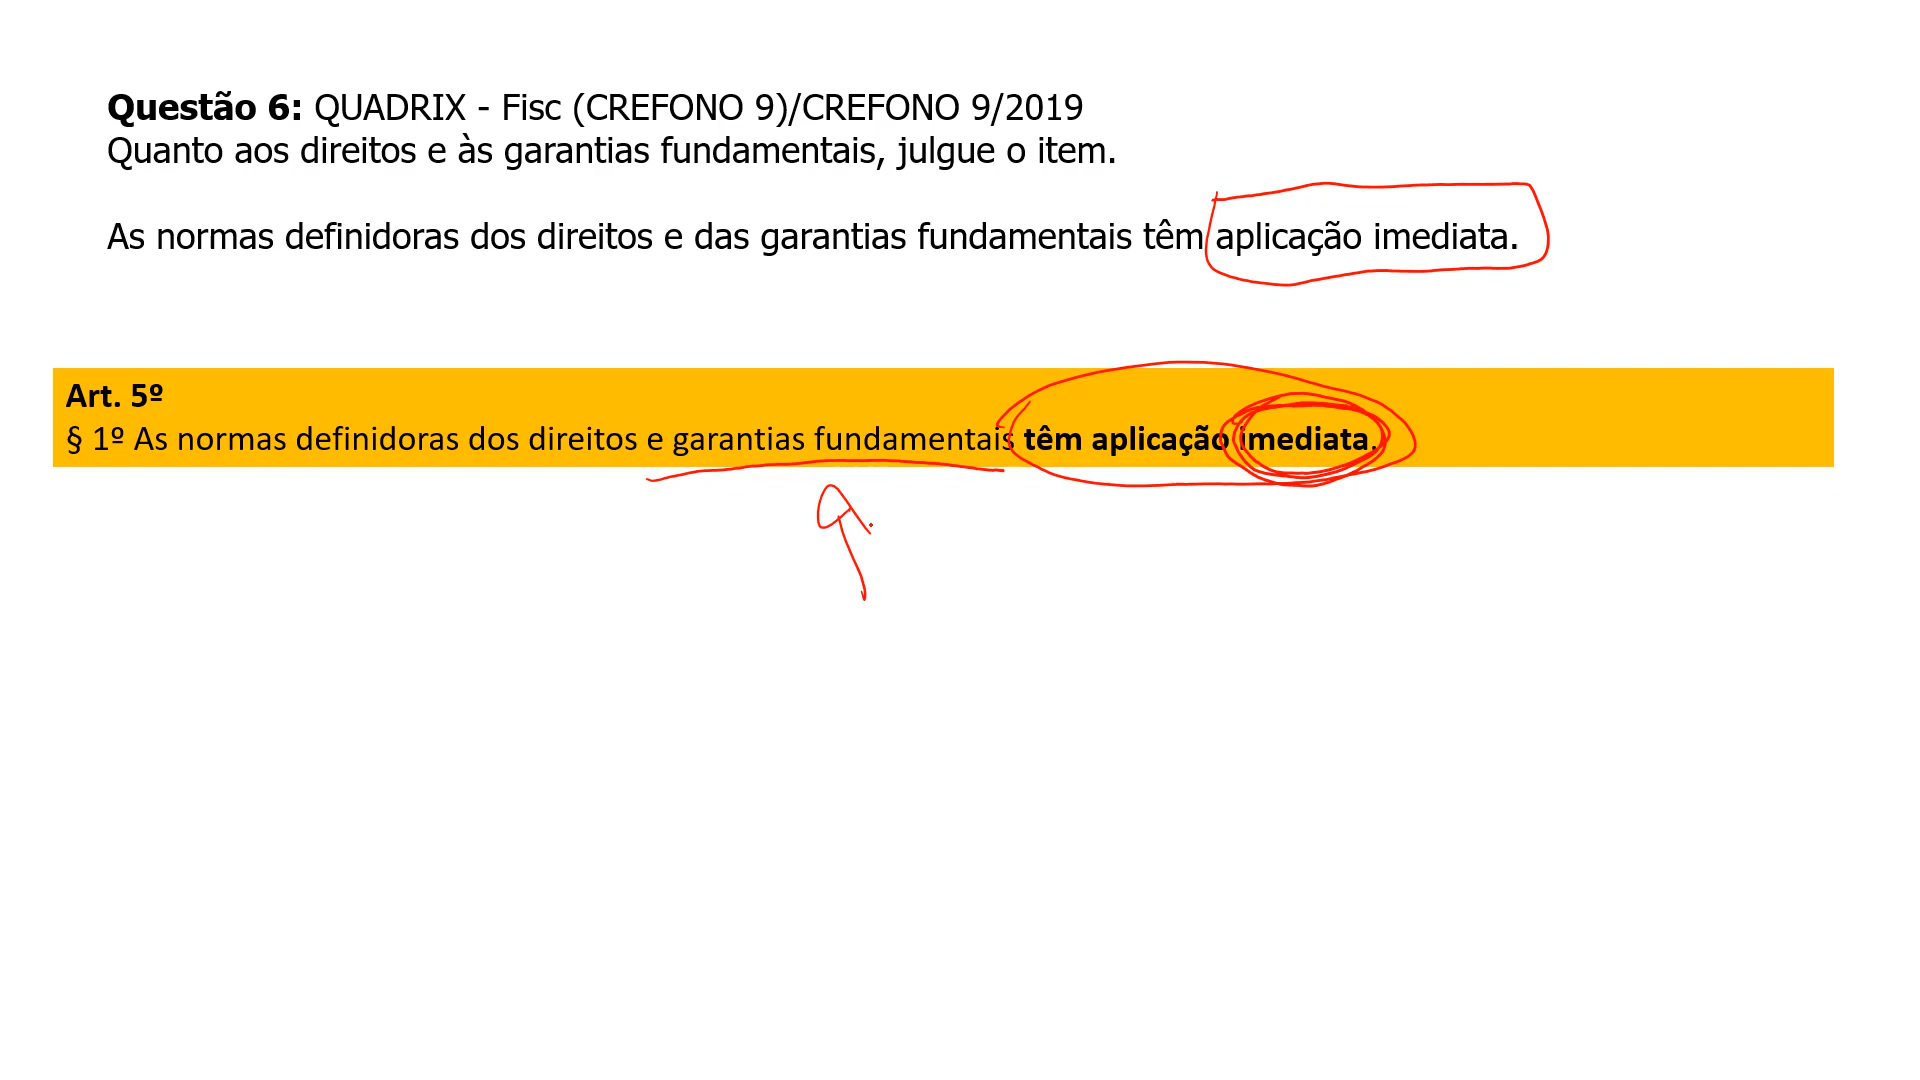 Questão 6: QUADRIX - Fisc (CREFONO 9)/CREFONO 9/2019
Quanto aos direitos e às garantias fundamentais, julgue o item.
As normas definidoras dos direitos e das garantias fundamentais têm aplicação imediata.
Art. 5º
§ 1º As normas definidoras dos direitos e garantias fundamentais têm aplicação imediata.